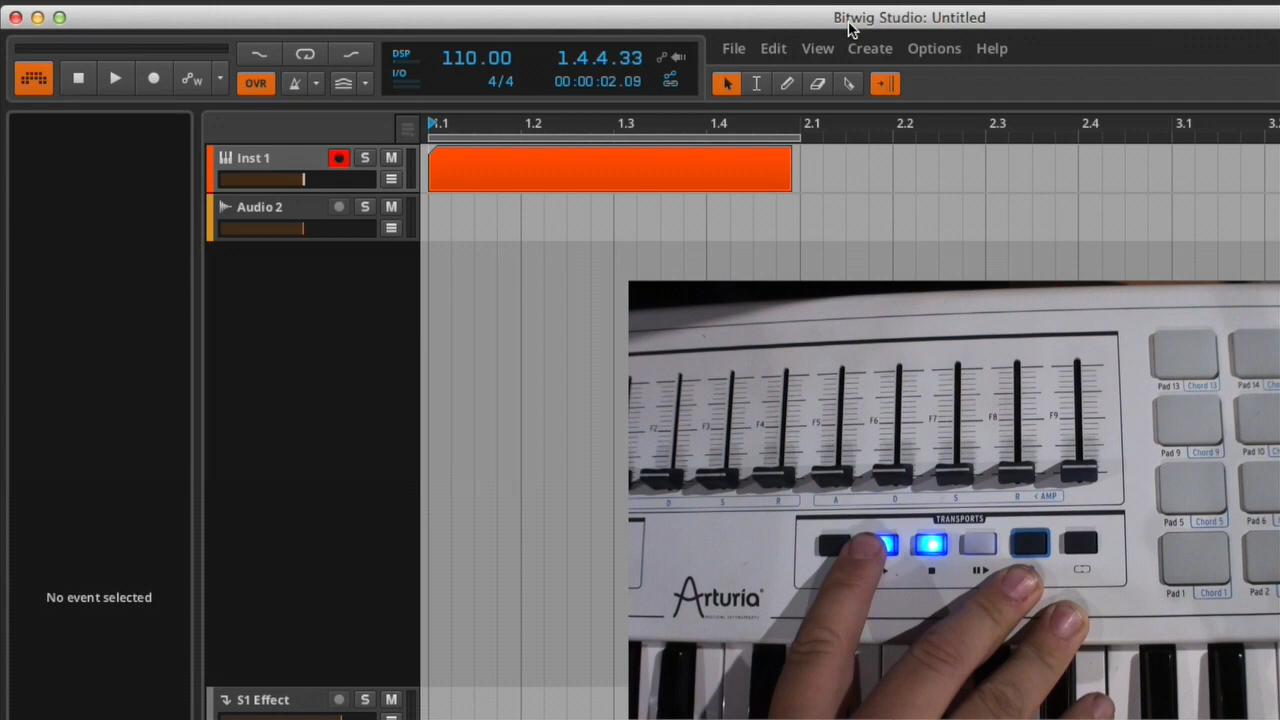 Bitwig Studio: Untitled
File Edit View Create Options Help
DSP 110.00 1.4.4.33
I/O 4/4 00:00:02.09
W
OVR
1.1 1.2 1.3 1.4 2.1 2.2 2.3 2.4 3.1
Inst 1 S M
Audio 2 S M
No event selected
S1 Effect S M
F2 F3 F4 F5 F6 F7 F8 F9
D S R A D S R < AMP
TRANSPORTS
Arturia
Pad 13 Chord 13 Pad 14
Pad 9 Chord 9 Pad 10
Pad 5 Chord 5 Pad 6
Pad 1 Chord 1 Pad 2